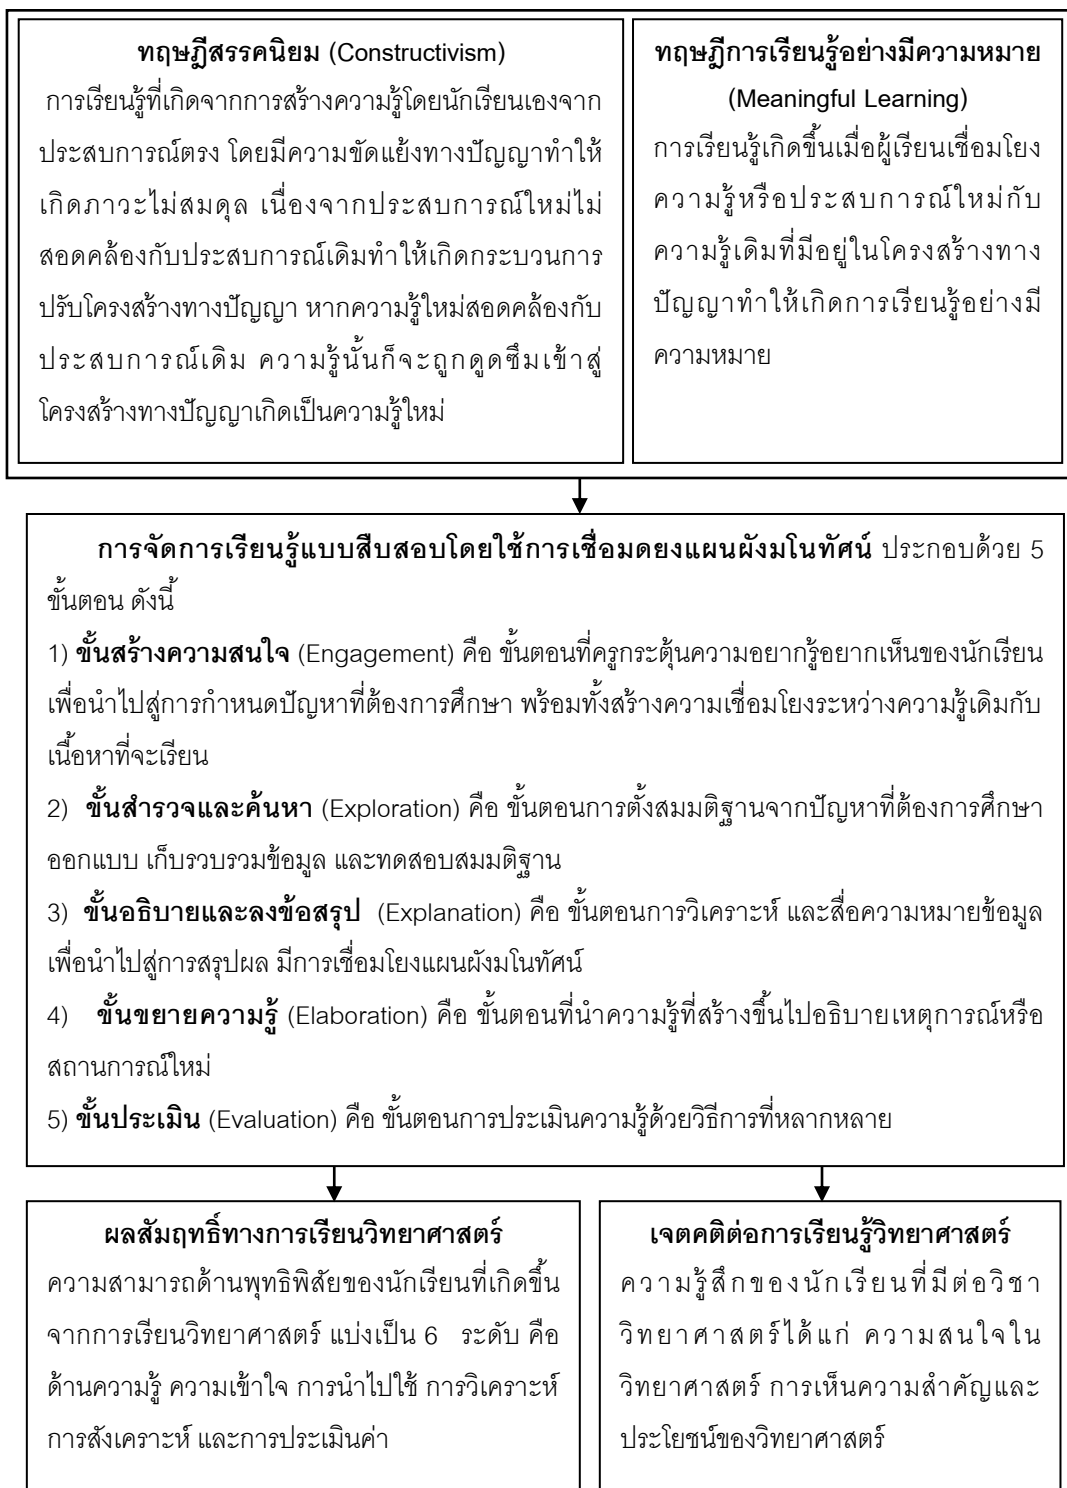 ทฤษฎีสรรคนิยม (Constructivism)
การเรียนรู้ที่เกิดจากการสร้างความรู้โดยนักเรียนเองจาก
ประสบการณ์ตรง โดยมีความขัดแย้งทางปัญญาทำให้
เกิดภาวะไม่สมดุล เนื่องจากประสบการณ์ใหม่ไม่
สอดคล้องกับประสบการณ์เดิมทำให้เกิดกระบวนการ
ปรับโครงสร้างทางปัญญา หากความรู้ใหม่สอดคล้องกับ
ประสบการณ์เดิม ความรู้นั้นก็จะถูกดูดซึมเข้าสู่
โครงสร้างทางปัญญาเกิดเป็นความรู้ใหม่
ทฤษฎีการเรียนรู้อย่างมีความหมาย
(Meaningful Learning)
การเรียนรู้เกิดขึ้นเมื่อผู้เรียนเชื่อมโยง
ความรู้หรือประสบการณ์ใหม่กับ
ความรู้เดิมที่มีอยู่ในโครงสร้างทาง
ปัญญาทำให้เกิดการเรียนรู้อย่างมี
ความหมาย
การจัดการเรียนรู้แบบสืบสอบโดยใช้การเชื่อมดยงแผนผังมโนทัศน์ ประกอบด้วย 5
ขั้นตอน ดังนี้
1) ขั้นสร้างความสนใจ (Engagement) คือ ขั้นตอนที่ครูกระตุ้นความอยากรู้อยากเห็นของนักเรียน
เพื่อนำไปสู่การกำหนดปัญหาที่ต้องการศึกษา พร้อมทั้งสร้างความเชื่อมโยงระหว่างความรู้เดิมกับ
เนื้อหาที่จะเรียน
2) ขั้นสำรวจและค้นหา (Exploration) คือ ขั้นตอนการตั้งสมมติฐานจากปัญหาที่ต้องการศึกษา
ออกแบบ เก็บรวบรวมข้อมูล และทดสอบสมมติฐาน
3) ขั้นอธิบายและลงข้อสรุป (Explanation) คือ ขั้นตอนการวิเคราะห์ และสื่อความหมายข้อมูล
เพื่อนำไปสู่การสรุปผล มีการเชื่อมโยงแผนผังมโนทัศน์
4) ขั้นขยายความรู้ (Elaboration) คือ ขั้นตอนที่นำความรู้ที่สร้างขึ้นไปอธิบายเหตุการณ์หรือ
สถานการณ์ใหม่
5) ขั้นประเมิน (Evaluation) คือ ขั้นตอนการประเมินความรู้ด้วยวิธีการที่หลากหลาย
ผลสัมฤทธิ์ทางการเรียนวิทยาศาสตร์
ความสามารถด้านพุทธิพิสัยของนักเรียนที่เกิดขึ้น
จากการเรียนวิทยาศาสตร์ แบ่งเป็น 6 ระดับ คือ
ด้านความรู้ ความเข้าใจ การนำไปใช้ การวิเคราะห์
การสังเคราะห์ และการประเมินค่า
เจตคติต่อการเรียนรู้วิทยาศาสตร์
ความรู้สึกของนักเรียนที่มีต่อวิชา
วิทยาศาสตร์ได้แก่ ความสนใจใน
วิทยาศาสตร์ การเห็นความสำคัญและ
ประโยชน์ของวิทยาศาสตร์